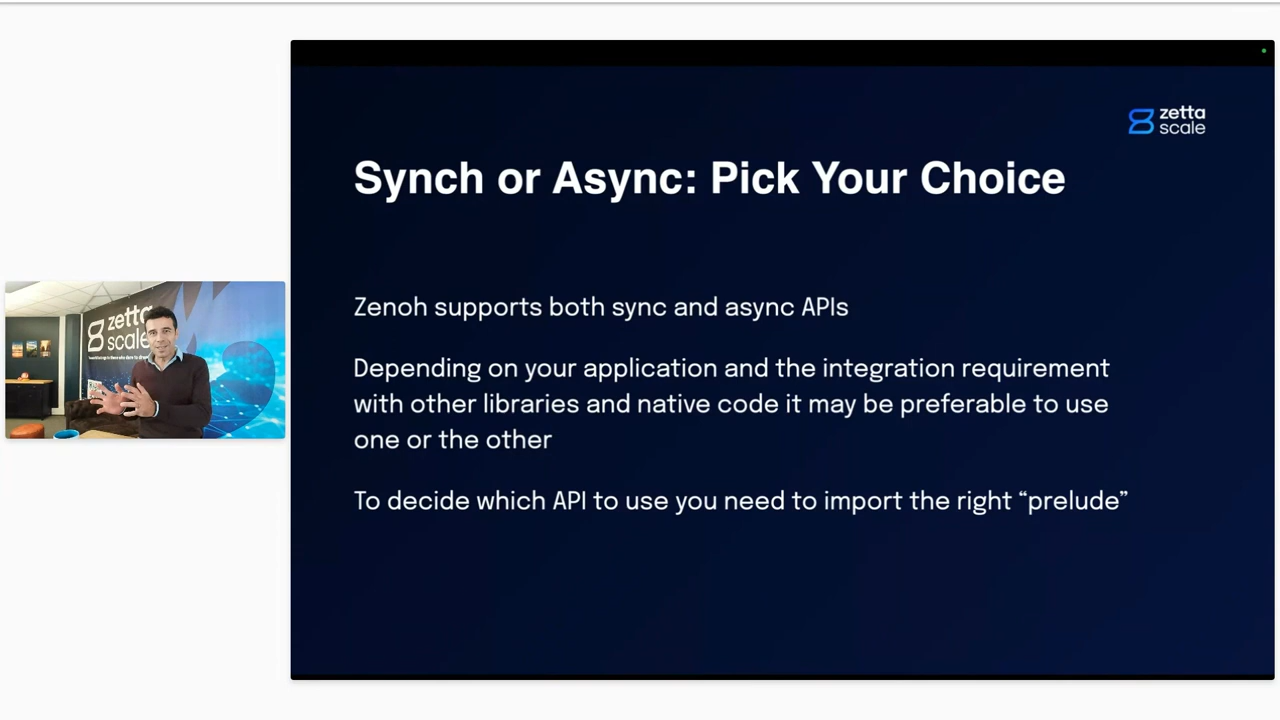 zetta
scale
Synch or Async: Pick Your Choice
Zenoh supports both sync and async APIs
Depending on your application and the integration requirement
with other libraries and native code it may be preferable to use
one or the other
To decide which API to use you need to import the right “prelude”
zetta
scale